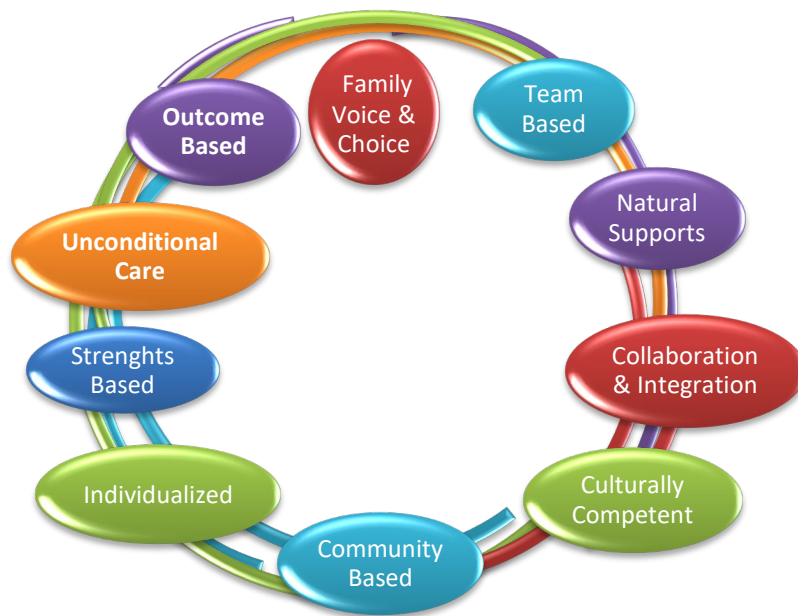 Family
Voice &
Choice
Team
Based
Natural
Supports
Collaboration
& Integration
Culturally
Competent
Community
Based
Individualized
Strenghts
Based
Unconditional
Care
Outcome
Based